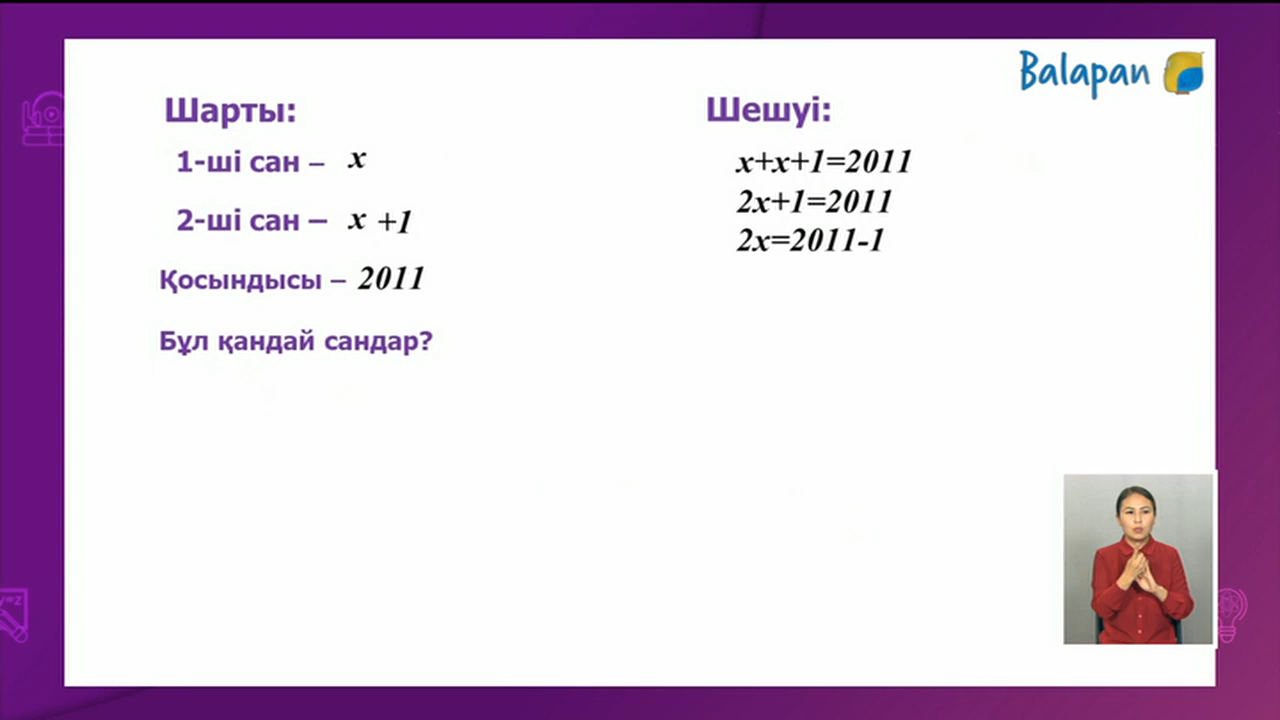 Balapan
Шарты:
1-ші сан – x
2-ші сан – x +1
Қосындысы – 2011
Бұл қандай сандар?
Шешуі:
x+x+1=2011
2x+1=2011
2x=2011-1